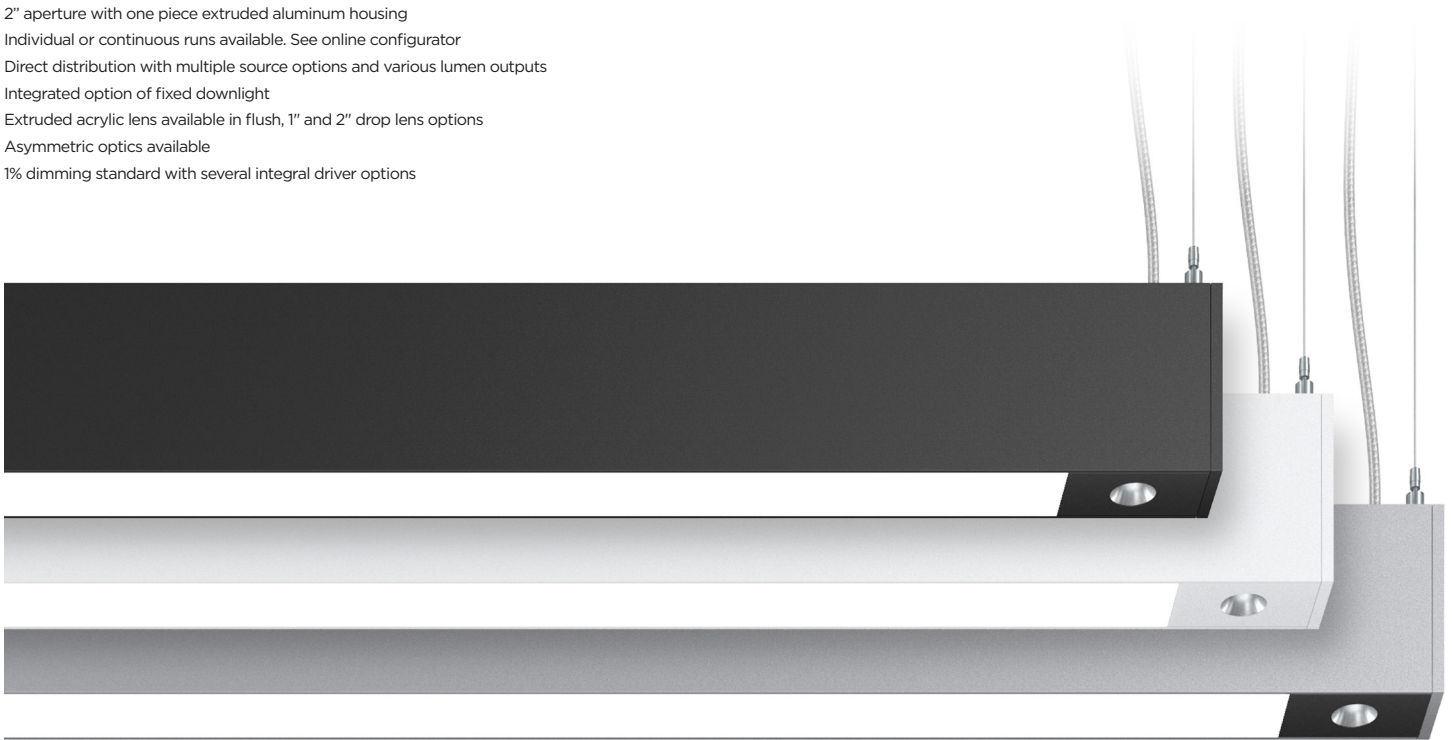 2” aperture with one piece extruded aluminum housing
Individual or continuous runs available. See online configurator
Direct distribution with multiple source options and various lumen outputs
Integrated option of fixed downlight
Extruded acrylic lens available in flush, 1" and 2" drop lens options
Asymmetric optics available
1% dimming standard with several integral driver options